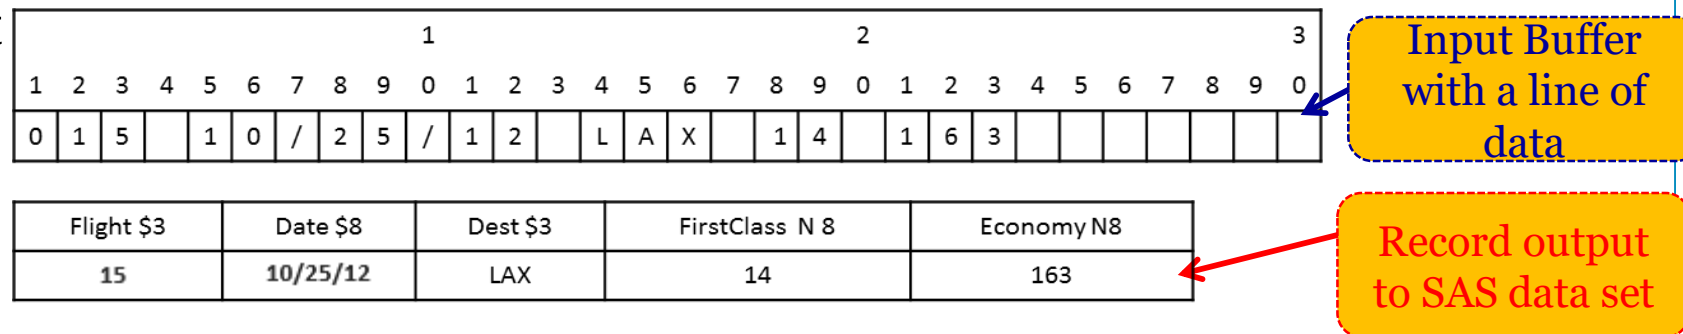 1 2 3
1 2 3 4 5 6 7 8 9 0 1 2 3 4 5 6 7 8 9 0 1 2 3 4 5 6 7 8 9 0
0 1 5 1 0 / 2 5 / 1 2 L A X 1 4 1 6 3
Input Buffer
with a line of
data
Flight $3 Date $8 Dest $3 FirstClass N 8 Economy N8
15 10/25/12 LAX 14 163
Record output
to SAS data set